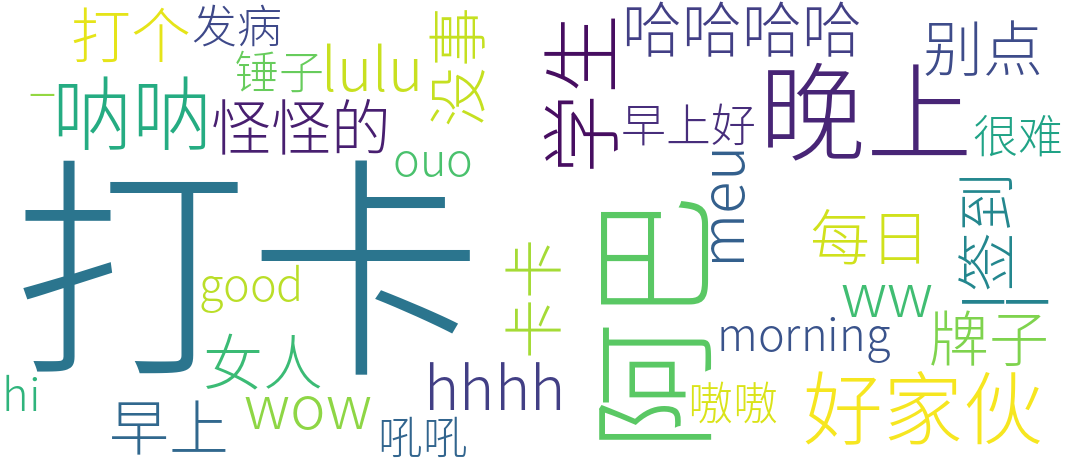 打个
发病
没事
学生
哈哈哈哈
别点
锤子
lulu
晚上
一
呐呐
怪怪的
早上好
很难
ouo
打卡
阿巴
meu
签到
每日
good
卡卡
ww
一一
morning
牌子
女人
hhhh
hi
wow
嗷嗷
好家伙
早上
吼吼